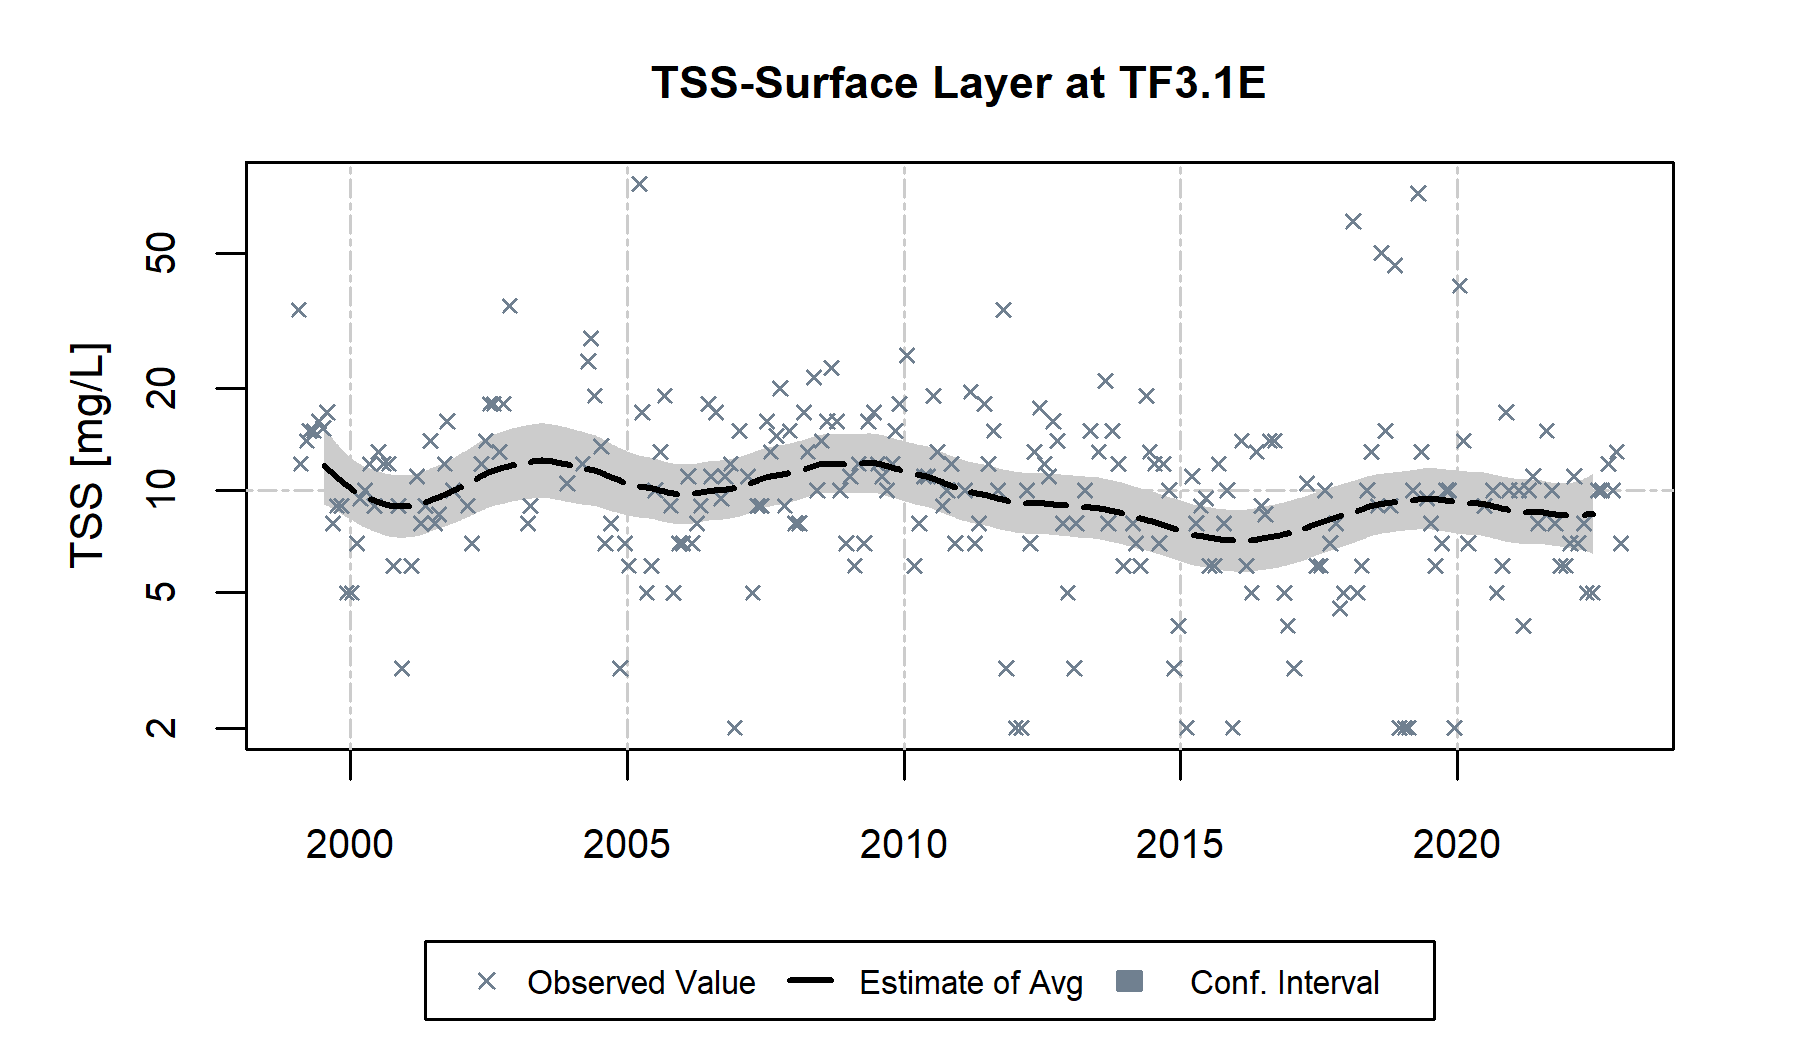 TSS-Surface Layer at TF3.1E
TSS [mg/L]
50
20
10
5
2
2000 2005 2010 2015 2020
Observed Value Estimate of Avg Conf. Interval